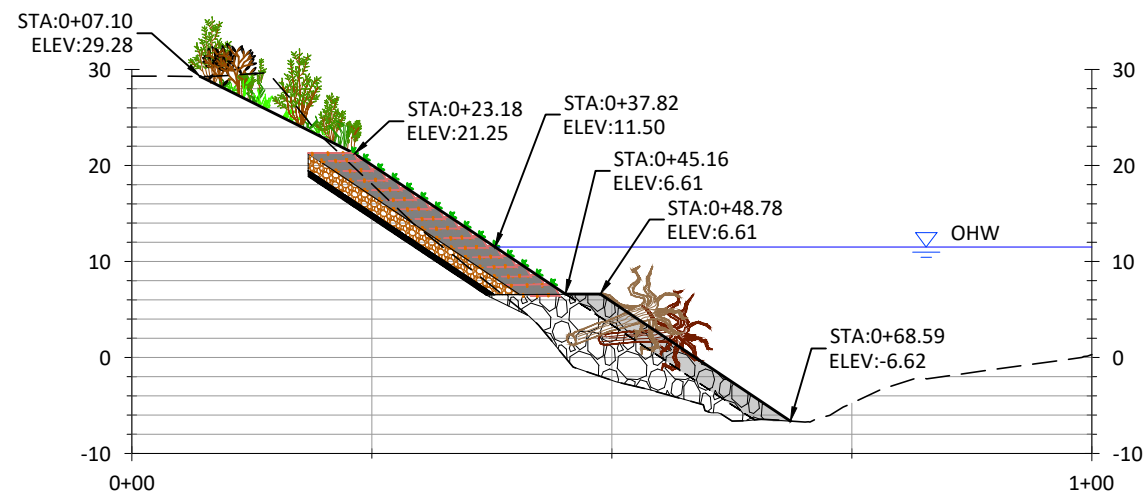 STA:0+07.10
ELEV:29.28
30
30
STA:0+23.18
ELEV:21.25
STA:0+37.82
ELEV:11.50
STA:0+45.16
ELEV:6.61
20
20
STA:0+48.78
ELEV:6.61
OHW
10
10
STA:0+68.59
ELEV:-6.62
0
0
-10
-10
0+00
1+00